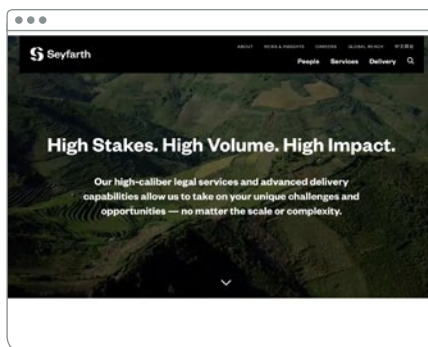 Seyfarth
ABOUT NEWS & INSIGHTS CAREERS GLOBAL REACH
People Services Delivery
High Stakes. High Volume. High Impact.
Our high-caliber legal services and advanced delivery
capabilities allow us to take on your unique challenges and
opportunities — no matter the scale or complexity.